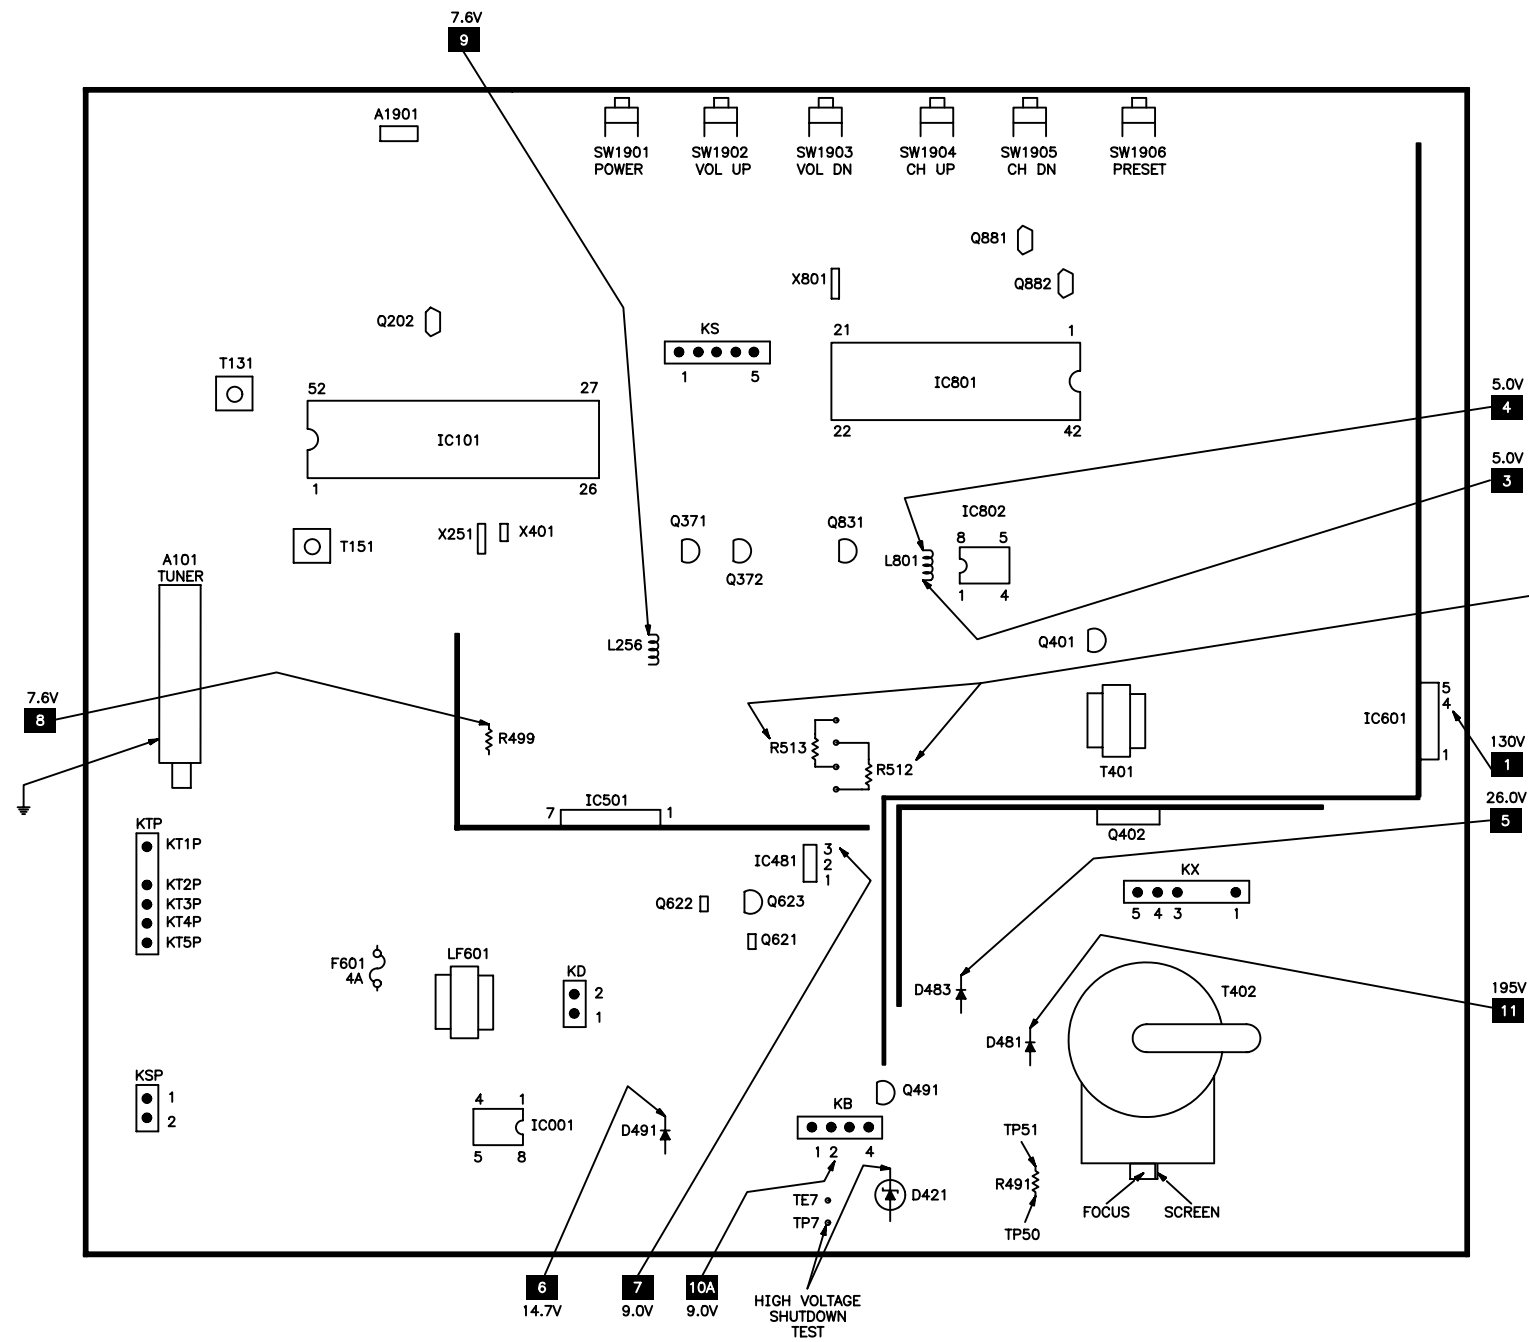 7.6V
9
A1901
SW1901
POWER
SW1902
VOL UP
SW1903
VOL DN
SW1904
CH UP
SW1905
CH DN
SW1906
PRESET
Q881
X801
Q882
Q202
KS
1 5
21 1
IC801
22 42
T131
52 27
IC101
1 26
5.0V
4
5.0V
3
X251
X401
T151
Q371
Q372
Q831
L801
IC802
8 5
1 4
A101
TUNER
L256
Q401
7.6V
8
R499
R513
R512
T401
IC601
5
4
1
130V
1
26.0V
5
IC501
7 1
Q402
KTP
KT1P
KT2P
KT3P
KT4P
KT5P
IC481
3
2
1
Q622
Q623
Q621
KX
5 4 3 1
F601
4A
LF601
KD
2
1
D483
D481
T402
195V
11
KSP
1
2
4 1
IC001
5 8
D491
Q491
KB
1 2 4
TE7
TP7
D421
TP51
R491
TP50
FOCUS
SCREEN
6
14.7V
7
9.0V
10A
9.0V
HIGH VOLTAGE
SHUTDOWN
TEST